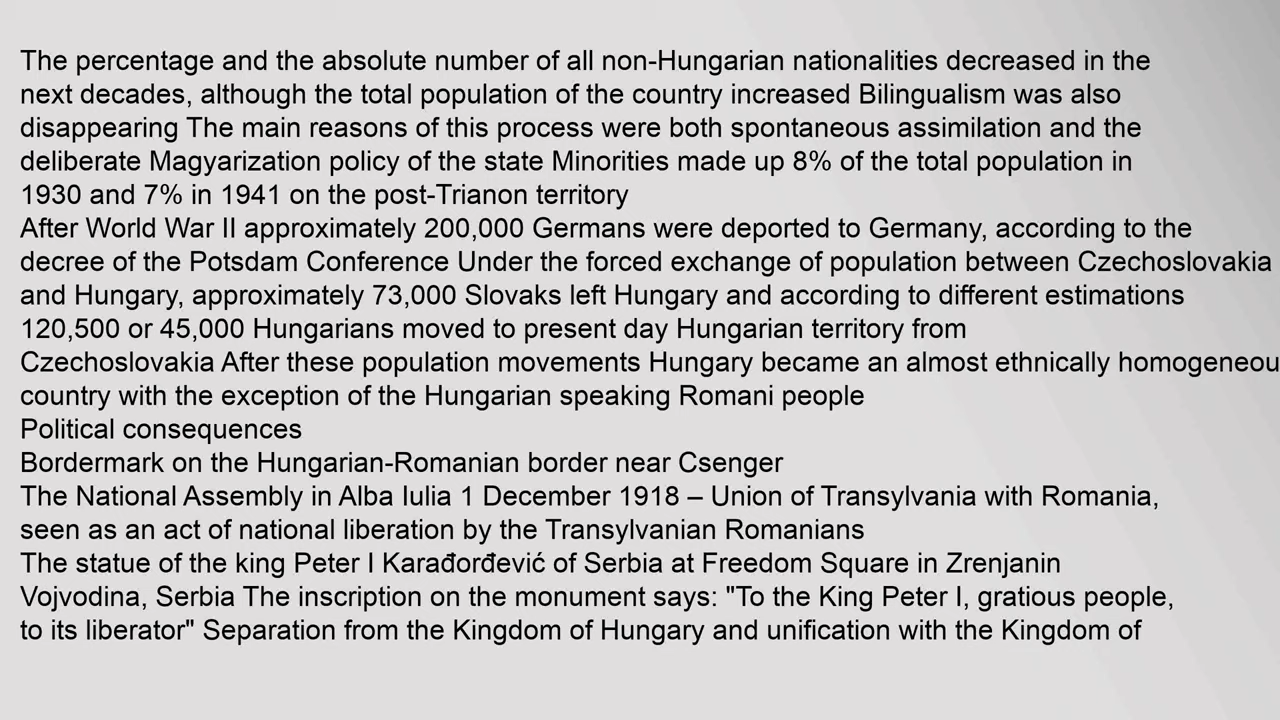 The percentage and the absolute number of all non-Hungarian nationalities decreased in the
next decades, although the total population of the country increased Bilingualism was also
disappearing The main reasons of this process were both spontaneous assimilation and the
deliberate Magyarization policy of the state Minorities made up 8% of the total population in
1930 and 7% in 1941 on the post-Trianon territory
After World War II approximately 200,000 Germans were deported to Germany, according to the
decree of the Potsdam Conference Under the forced exchange of population between Czechoslovakia
and Hungary, approximately 73,000 Slovaks left Hungary and according to different estimations
120,500 or 45,000 Hungarians moved to present day Hungarian territory from
Czechoslovakia After these population movements Hungary became an almost ethnically homogeneou
country with the exception of the Hungarian speaking Romani people
Political consequences
Bordermark on the Hungarian-Romanian border near Csenger
The National Assembly in Alba Iulia 1 December 1918 – Union of Transylvania with Romania,
seen as an act of national liberation by the Transylvanian Romanians
The statue of the king Peter I Karađorđević of Serbia at Freedom Square in Zrenjanin
Vojvodina, Serbia The inscription on the monument says: "To the King Peter I, gratious people,
to its liberator" Separation from the Kingdom of Hungary and unification with the Kingdom of